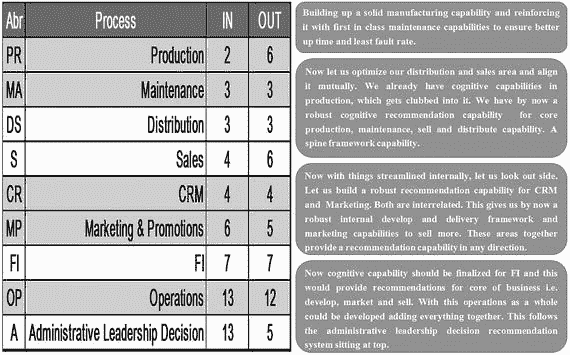 Abr Process IN OUT
PR Production 2 6
MA Maintenance 3 3
DS Distribution 3 3
S Sales 4 6
CR CRM 4 4
MP Marketing & Promotions 6 5
FI FI 7 7
OP Operations 13 12
A Administrative Leadership Decision 13 5
Building up a solid manufacturing capability and reinforcing
it with first in class maintenance capabilities to ensure better
up time and least fault rate.
Now let us optimize our distribution and sales area and align
it mutually. We already have cognitive capabilities in
production, which gets clubbed into it. We have by now a
robust cognitive recommendation capability for core
production, maintenance, sell and distribute capability. A
spine framework capability.
Now with things streamlined internally, let us look out side.
Let us build a robust recommendation capability for CRM
and Marketing. Both are interrelated. This gives us by now a
robust internal develop and delivery framework and
marketing capabilities to sell more. These areas together
provide a recommendation capability in any direction.
Now cognitive capability should be finalized for FI and this
would provide recommendations for core of business i.e.
develop, market and sell. With this operations as a whole
could be developed adding everything together. This follows
the administrative leadership decision recommendation
system sitting at top.